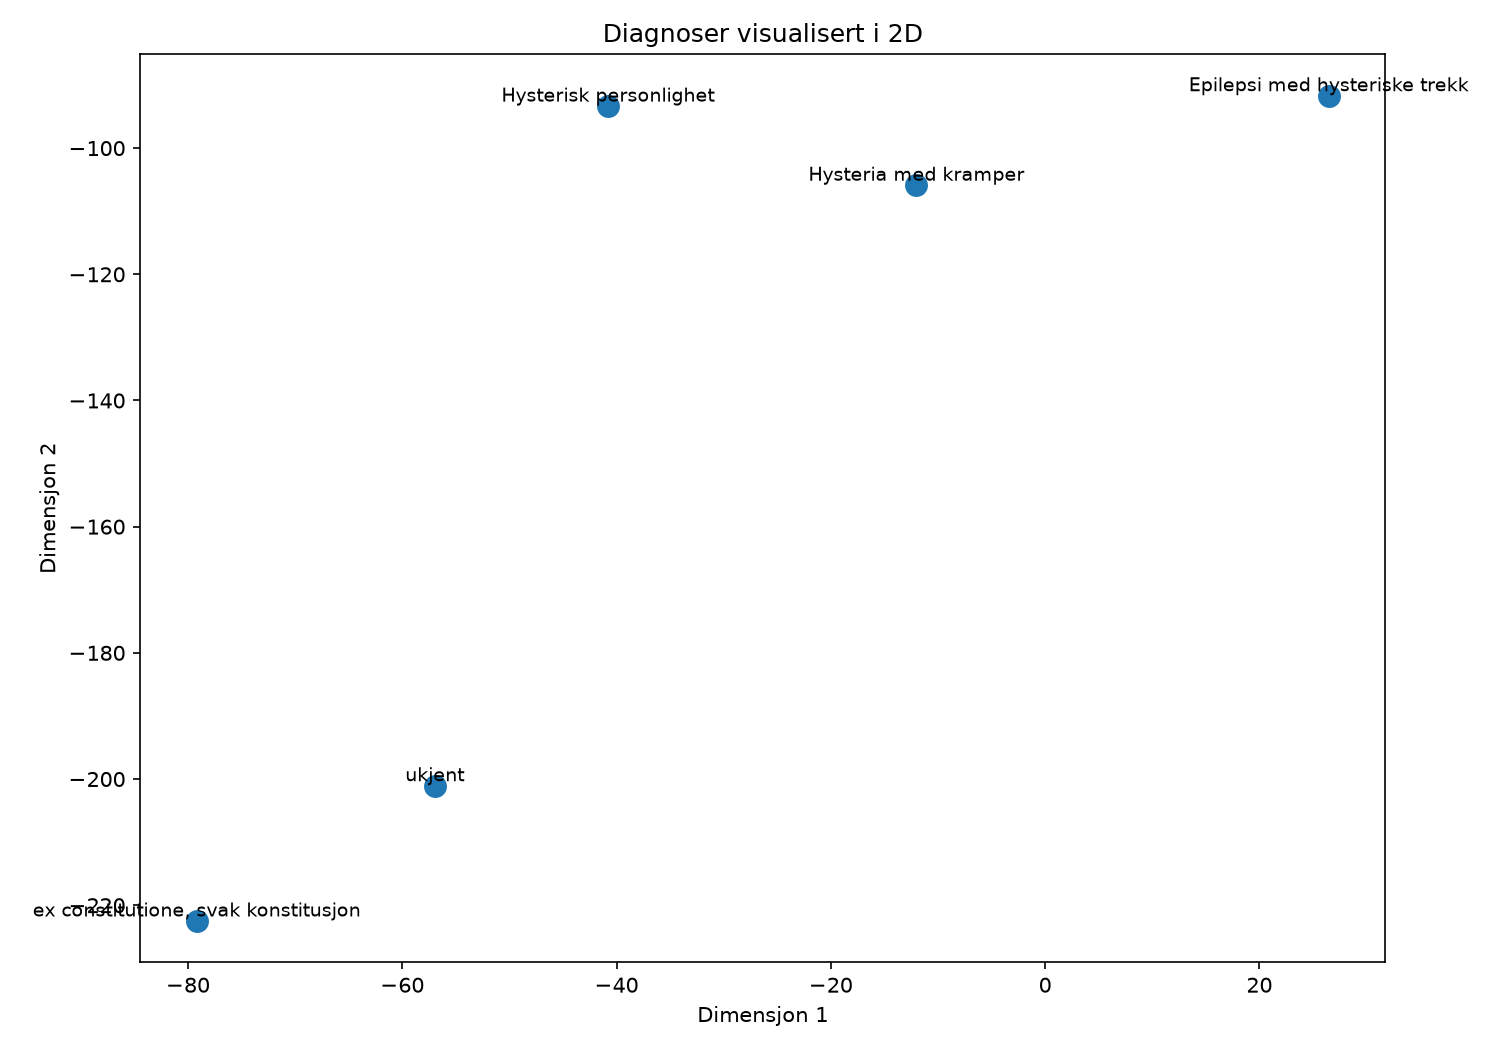 Diagnoser visualisert i 2D
Epilepsi med hysteriske trekk
Hysterisk personlighet
Hysteria med kramper
ukjent
ex constitutione, svak konstitusjon
Dimensjon 2
−100
−120
−140
−160
−180
−200
−220
−80
−60
−40
−20
0
20
Dimensjon 1